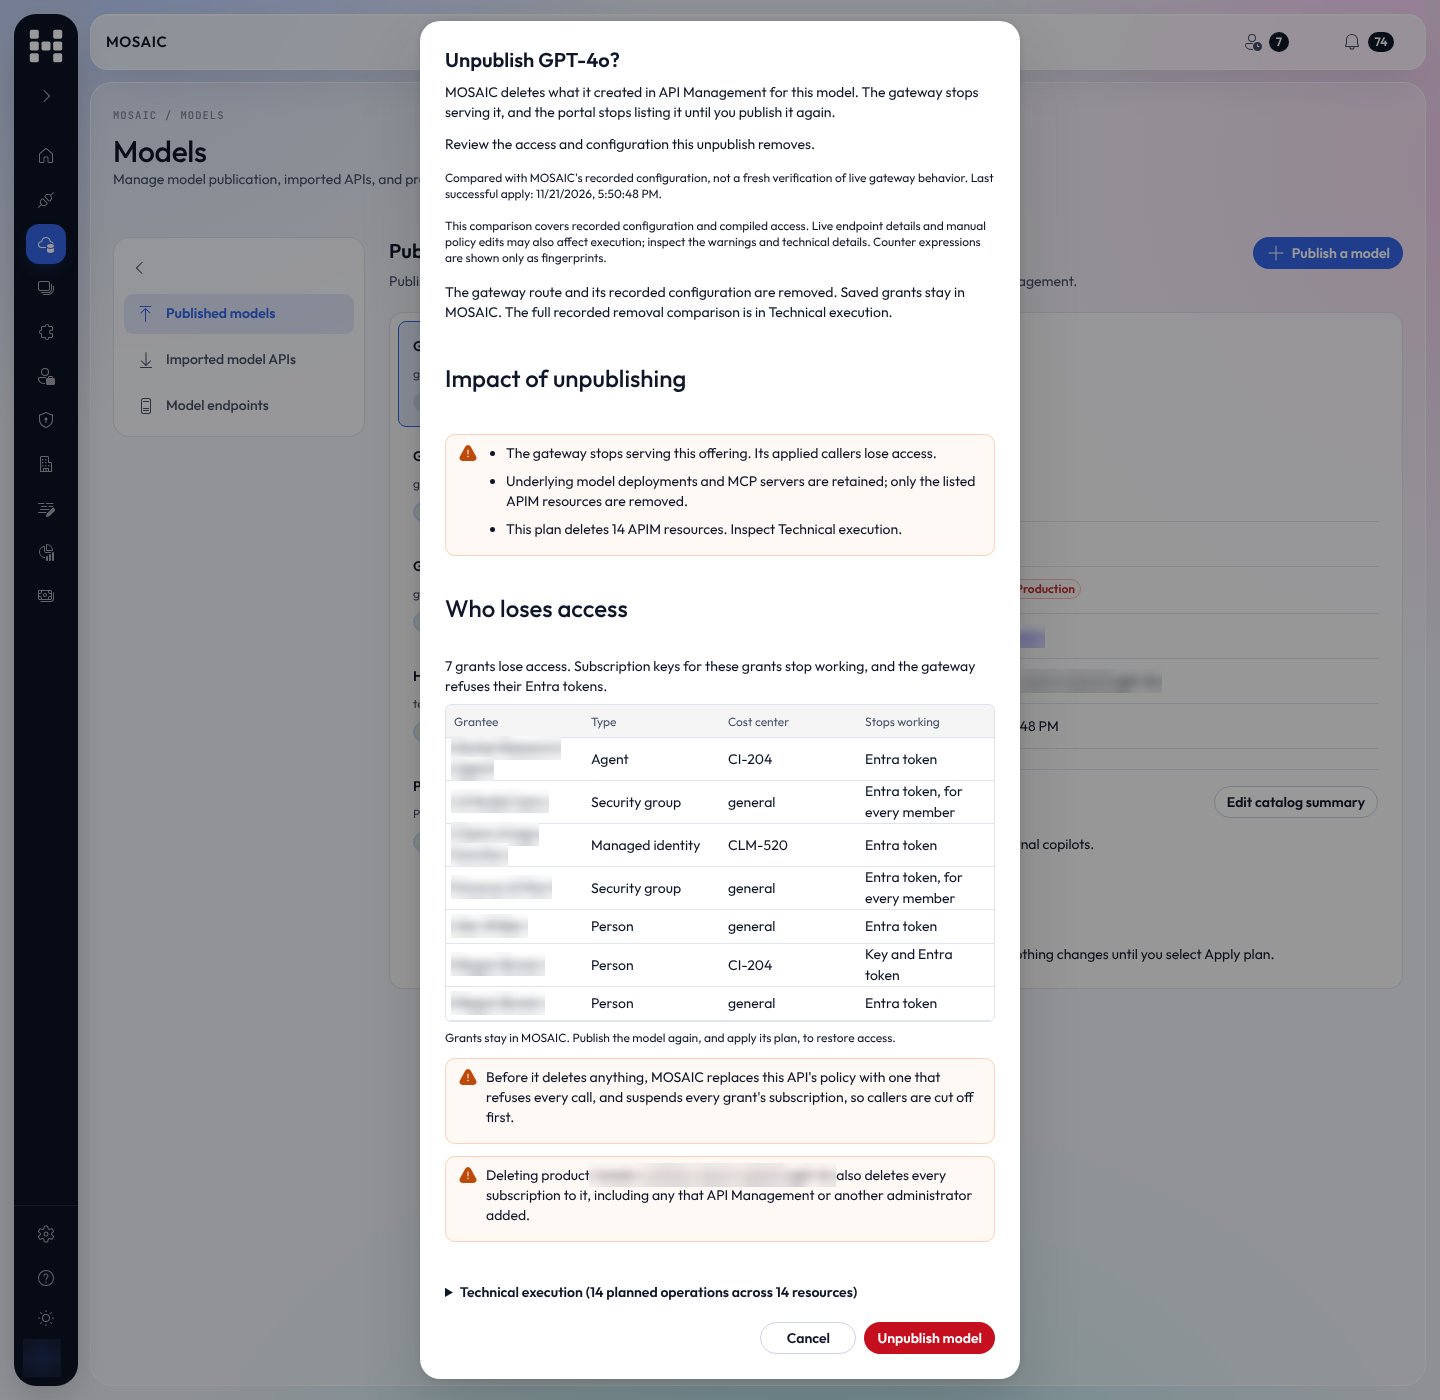 MOSAIC
7
74
MOSAIC / MODELS
Models
Manage model publication, imported APIs, and pr
Published models
Imported model APIs
Model endpoints
Pub
Publi
agement.
Publish a model
Production
48 PM
Edit catalog summary
nal copilots.
othing changes until you select Apply plan.
Unpublish GPT-4o?
MOSAIC deletes what it created in API Management for this model. The gateway stops
serving it, and the portal stops listing it until you publish it again.
Review the access and configuration this unpublish removes.
Compared with MOSAIC's recorded configuration, not a fresh verification of live gateway behavior. Last
successful apply: 11/21/2026, 5:50:48 PM.
This comparison covers recorded configuration and compiled access. Live endpoint details and manual
policy edits may also affect execution; inspect the warnings and technical details. Counter expressions
are shown only as fingerprints.
The gateway route and its recorded configuration are removed. Saved grants stay in
MOSAIC. The full recorded removal comparison is in Technical execution.
Impact of unpublishing
The gateway stops serving this offering. Its applied callers lose access.
Underlying model deployments and MCP servers are retained; only the listed
APIM resources are removed.
This plan deletes 14 APIM resources. Inspect Technical execution.
Who loses access
7 grants lose access. Subscription keys for these grants stop working, and the gateway
refuses their Entra tokens.
Grantee Type Cost center Stops working
Agent CI-204 Entra token
Security group general Entra token, for
every member
Managed identity CLM-520 Entra token
Security group general Entra token, for
every member
Person general Entra token
Person CI-204 Key and Entra
token
Person general Entra token
Grants stay in MOSAIC. Publish the model again, and apply its plan, to restore access.
Before it deletes anything, MOSAIC replaces this API's policy with one that
refuses every call, and suspends every grant's subscription, so callers are cut off
first.
Deleting product also deletes every
subscription to it, including any that API Management or another administrator
added.
Technical execution (14 planned operations across 14 resources)
Cancel
Unpublish model